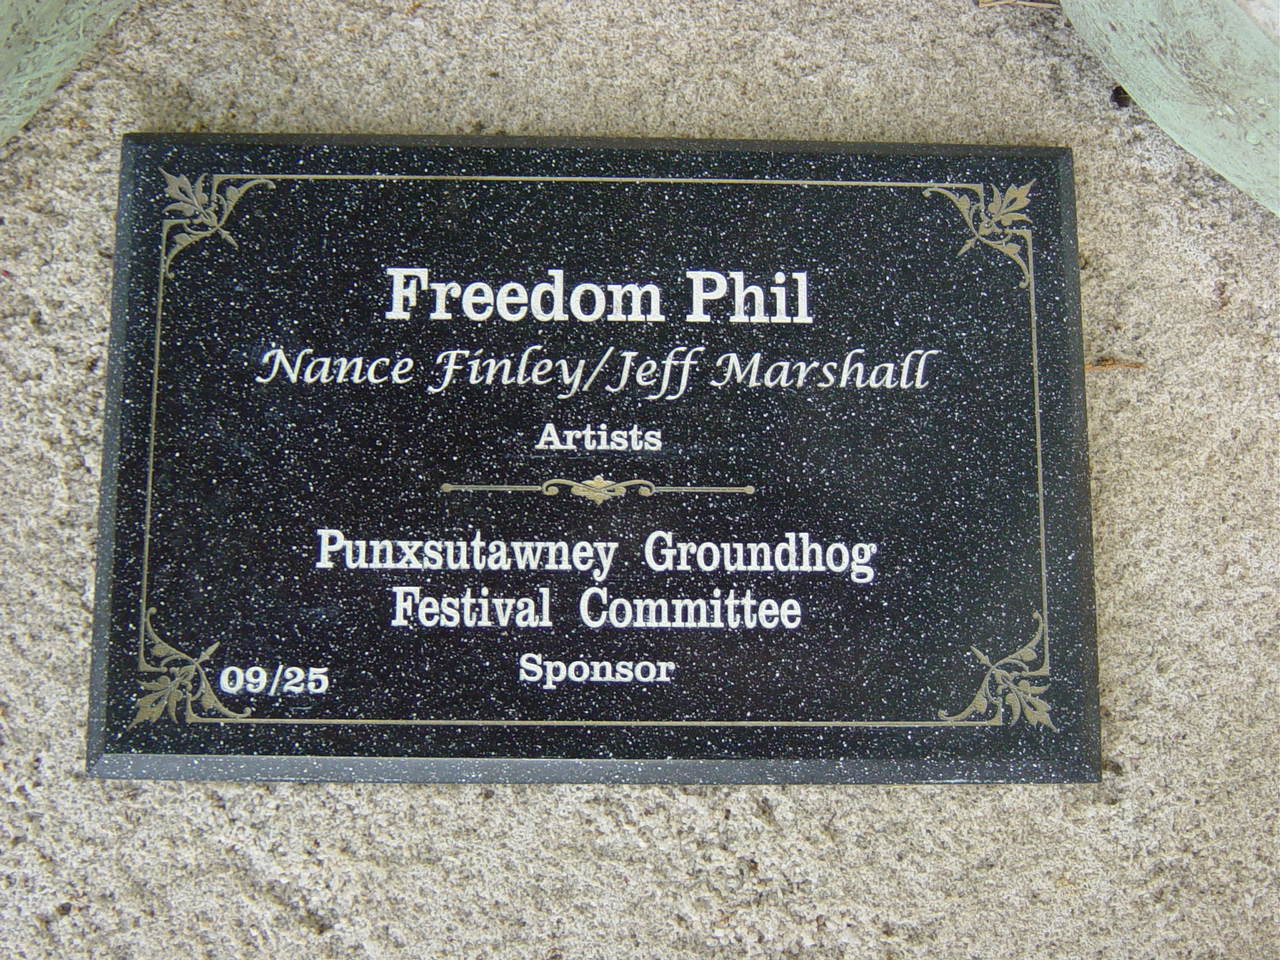 Freedom Phil
Nance Finley/Jeff Marshall
Artists
Punxsutawney Groundhog
Festival Committee
Sponsor
09/25